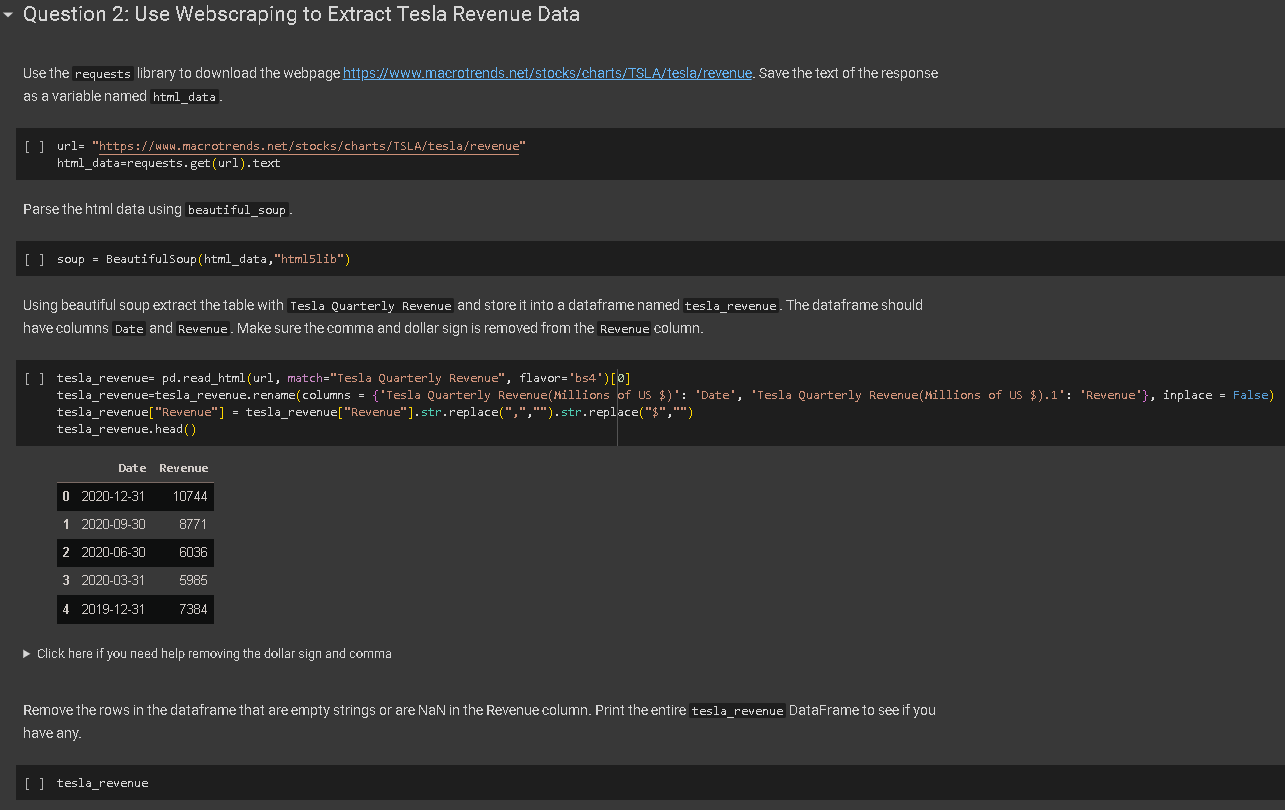 Question 2: Use Webscraping to Extract Tesla Revenue Data
Use the requests library to download the webpage https://www.macrotrends.net/stocks/charts/TSLA/tesla/revenue. Save the text of the response
as a variable named html_data.
[ ] url= "https://www.macrotrends.net/stocks/charts/TSLA/tesla/revenue"
html_data=requests.get(url).text
Parse the html data using beautiful_soup.
[ ] soup = BeautifulSoup(html_data,"html5lib")
Using beautiful soup extract the table with Tesla Quarterly Revenue and store it into a dataframe named tesla_revenue. The dataframe should
have columns Date and Revenue. Make sure the comma and dollar sign is removed from the Revenue column.
[ ] tesla_revenue= pd.read_html(url, match="Tesla Quarterly Revenue", flavor='bs4')[0]
tesla_revenue=tesla_revenue.rename(columns = {'Tesla Quarterly Revenue(Millions of US $)': 'Date', 'Tesla Quarterly Revenue(Millions of US $).1': 'Revenue'}, inplace = False)
tesla_revenue["Revenue"] = tesla_revenue["Revenue"].str.replace(",","").str.replace("$","")
tesla_revenue.head()
Date Revenue
0 2020-12-31 10744
1 2020-09-30 8771
2 2020-06-30 6036
3 2020-03-31 5985
4 2019-12-31 7384
Click here if you need help removing the dollar sign and comma
Remove the rows in the dataframe that are empty strings or are NaN in the Revenue column. Print the entire tesla_revenue DataFrame to see if you
have any.
[ ] tesla_revenue